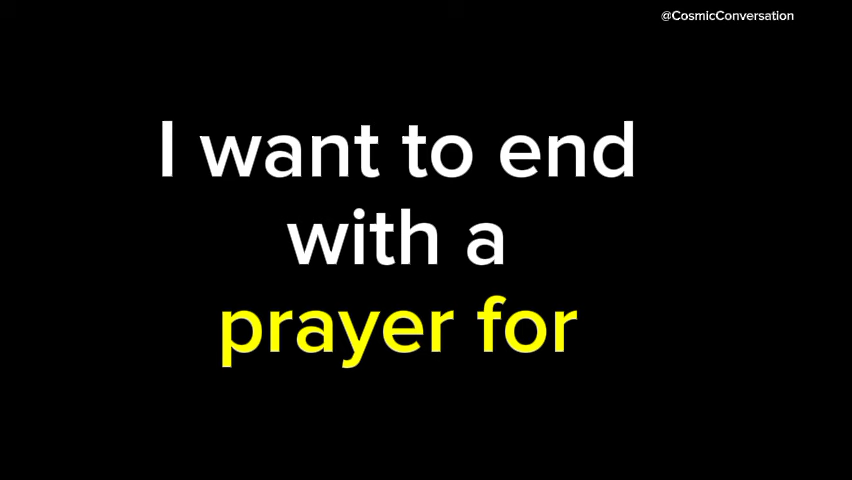 @CosmicConversation
I want to end
with a
prayer for